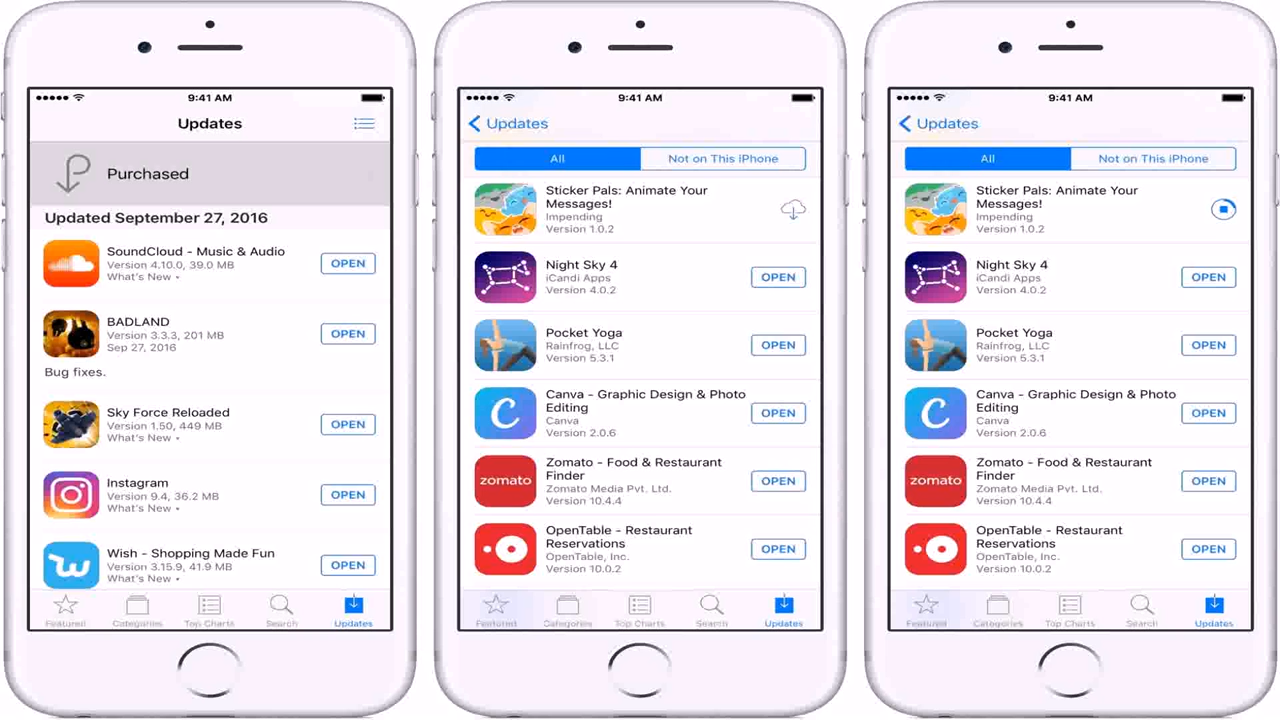 9:41 AM
Updates
Purchased
Updated September 27, 2016
SoundCloud - Music & Audio
Version 4.10.0, 39.0 MB
What's New
OPEN
BADLAND
Version 3.3.3, 201 MB
Sep 27, 2016
OPEN
Bug fixes.
Sky Force Reloaded
Version 1.50, 449 MB
What's New
OPEN
Instagram
Version 9.4, 36.2 MB
What's New
OPEN
Wish - Shopping Made Fun
Version 3.15.9, 41.9 MB
What's New
OPEN
Featured
Categories
Top Charts
Search
Updates
9:41 AM
Updates
All
Not on This iPhone
Sticker Pals: Animate Your
Messages!
Impending
Version 1.0.2
Night Sky 4
iCandi Apps
Version 4.0.2
OPEN
Pocket Yoga
Rainfrog, LLC
Version 5.3.1
OPEN
Canva - Graphic Design & Photo
Editing
Canva
Version 2.0.6
OPEN
zomato
Zomato - Food & Restaurant
Finder
Zomato Media Pvt. Ltd.
Version 10.4.4
OPEN
OpenTable - Restaurant
Reservations
OpenTable, Inc.
Version 10.0.2
OPEN
Featured
Categories
Top Charts
Search
Updates
9:41 AM
Updates
All
Not on This iPhone
Sticker Pals: Animate Your
Messages!
Impending
Version 1.0.2
Night Sky 4
iCandi Apps
Version 4.0.2
OPEN
Pocket Yoga
Rainfrog, LLC
Version 5.3.1
OPEN
Canva - Graphic Design & Photo
Editing
Canva
Version 2.0.6
OPEN
zomato
Zomato - Food & Restaurant
Finder
Zomato Media Pvt. Ltd.
Version 10.4.4
OPEN
OpenTable - Restaurant
Reservations
OpenTable, Inc.
Version 10.0.2
OPEN
Featured
Categories
Top Charts
Search
Updates